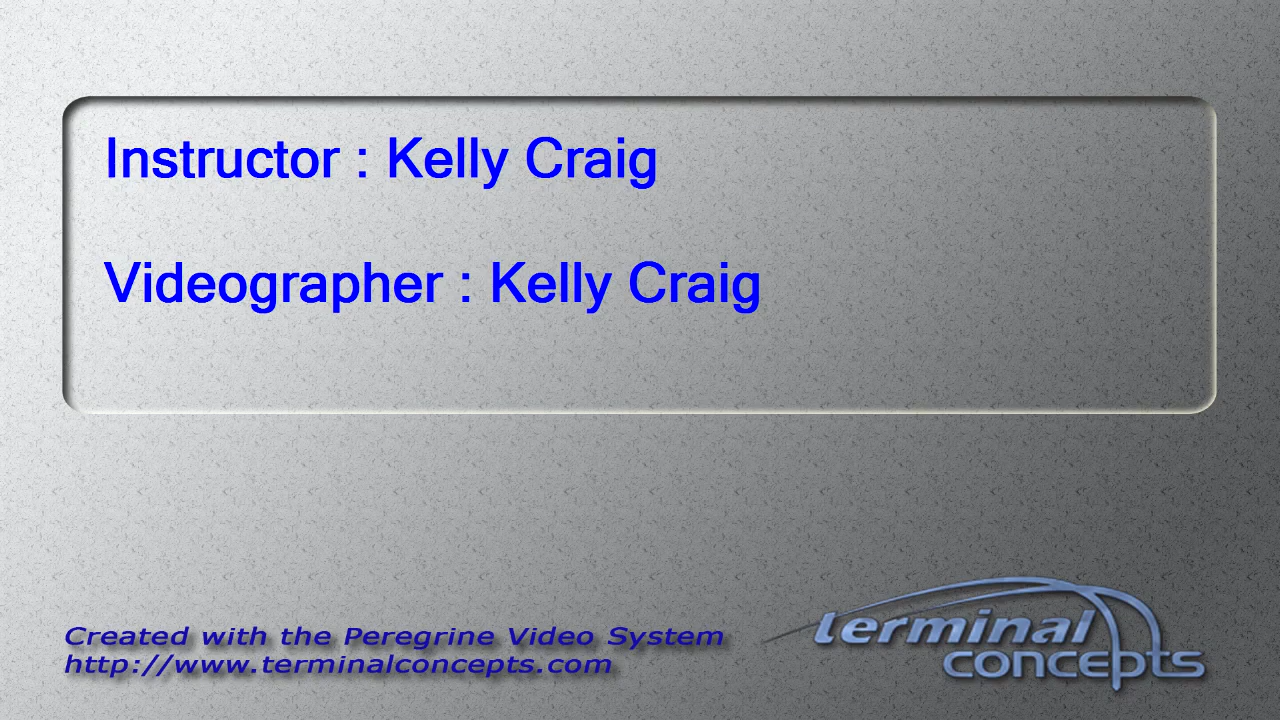 Instructor : Kelly Craig
Videographer : Kelly Craig
Created with the Peregrine Video System
http://www.terminalconcepts.com
terminal
concepts